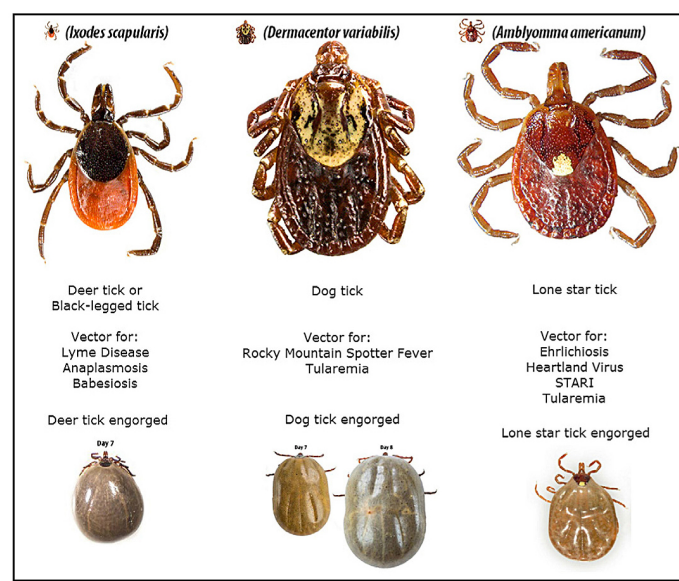 (Ixodes scapularis)
(Dermacentor variabilis)
(Amblyomma americanum)
Deer tick or
Black-legged tick
Dog tick
Lone star tick
Vector for:
Lyme Disease
Anaplasmosis
Babesiosis
Vector for:
Rocky Mountain Spotter Fever
Tularemia
Vector for:
Ehrlichiosis
Heartland Virus
STARI
Tularemia
Deer tick engorged
Dog tick engorged
Lone star tick engorged
Day 7
Day 7
Day 8